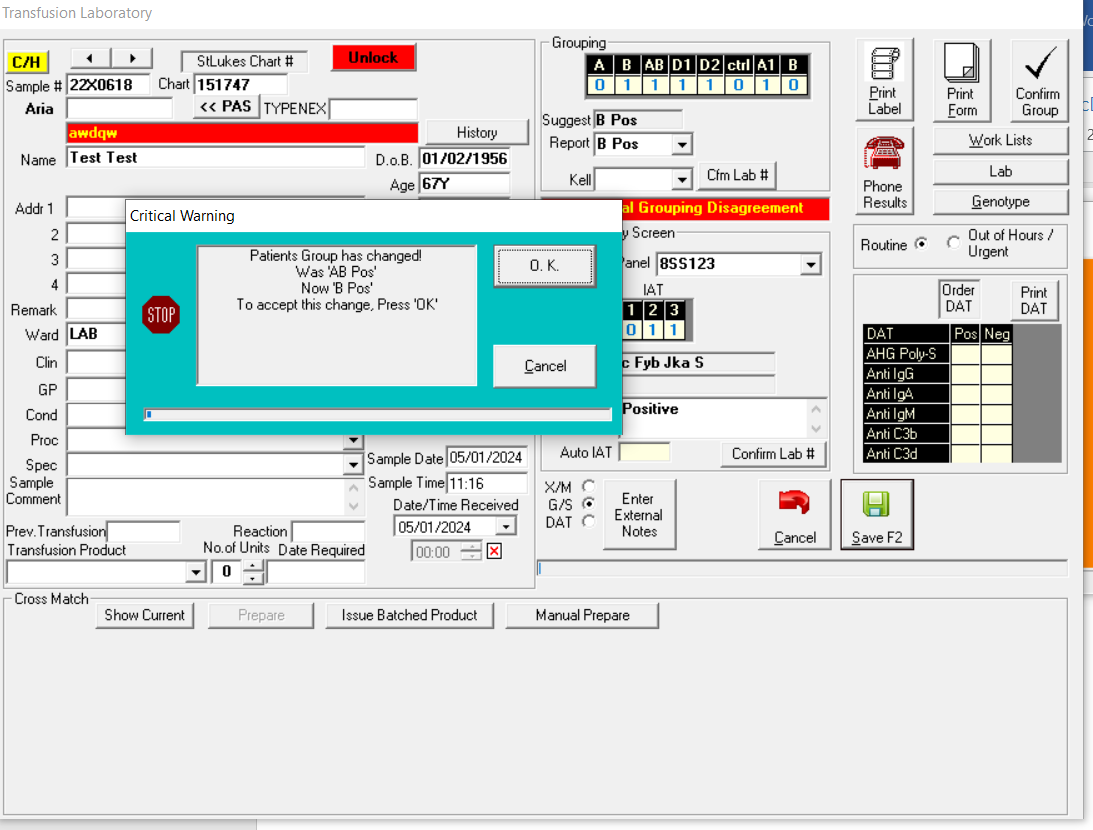 Transfusion Laboratory
C/H
StLukes Chart #
Unlock
Sample # 22X0618 Chart 151747
Aria << PAS TYPENEX
awdqw History
Name Test Test D.o.B. 01/02/1956
Age 67Y
Addr 1
2
3
4
Remark
Ward LAB
Clin
GP
Cond
Proc
Spec
Sample Comment
Sample Date 05/01/2024
Sample Time 11:16
Date/Time Received
05/01/2024
00:00
Prev.Transfusion Reaction
Transfusion Product No.of Units Date Required
0
Critical Warning
STOP
Patients Group has changed!
Was 'AB Pos'
Now 'B Pos'
To accept this change, Press 'OK'
O. K.
Cancel
Grouping
A B AB D1 D2 ctrl A1 B
0 1 1 1 1 0 1 0
Suggest B Pos
Report B Pos
Kell Cfm Lab #
al Grouping Disagreement
y Screen
anel 8SS123
IAT
1 2 3
0 1 1
c Fyb Jka S
Positive
Auto IAT Confirm Lab #
X/M
G/S
DAT
Enter
External
Notes
Cancel
Save F2
Print
Label
Print
Form
Confirm
Group
Phone
Results
Work Lists
Lab
Genotype
Routine
Out of Hours /
Urgent
Order
DAT
Print
DAT
DAT Pos Neg
AHG Poly-S
Anti IgG
Anti IgA
Anti IgM
Anti C3b
Anti C3d
Cross Match
Show Current Prepare Issue Batched Product Manual Prepare